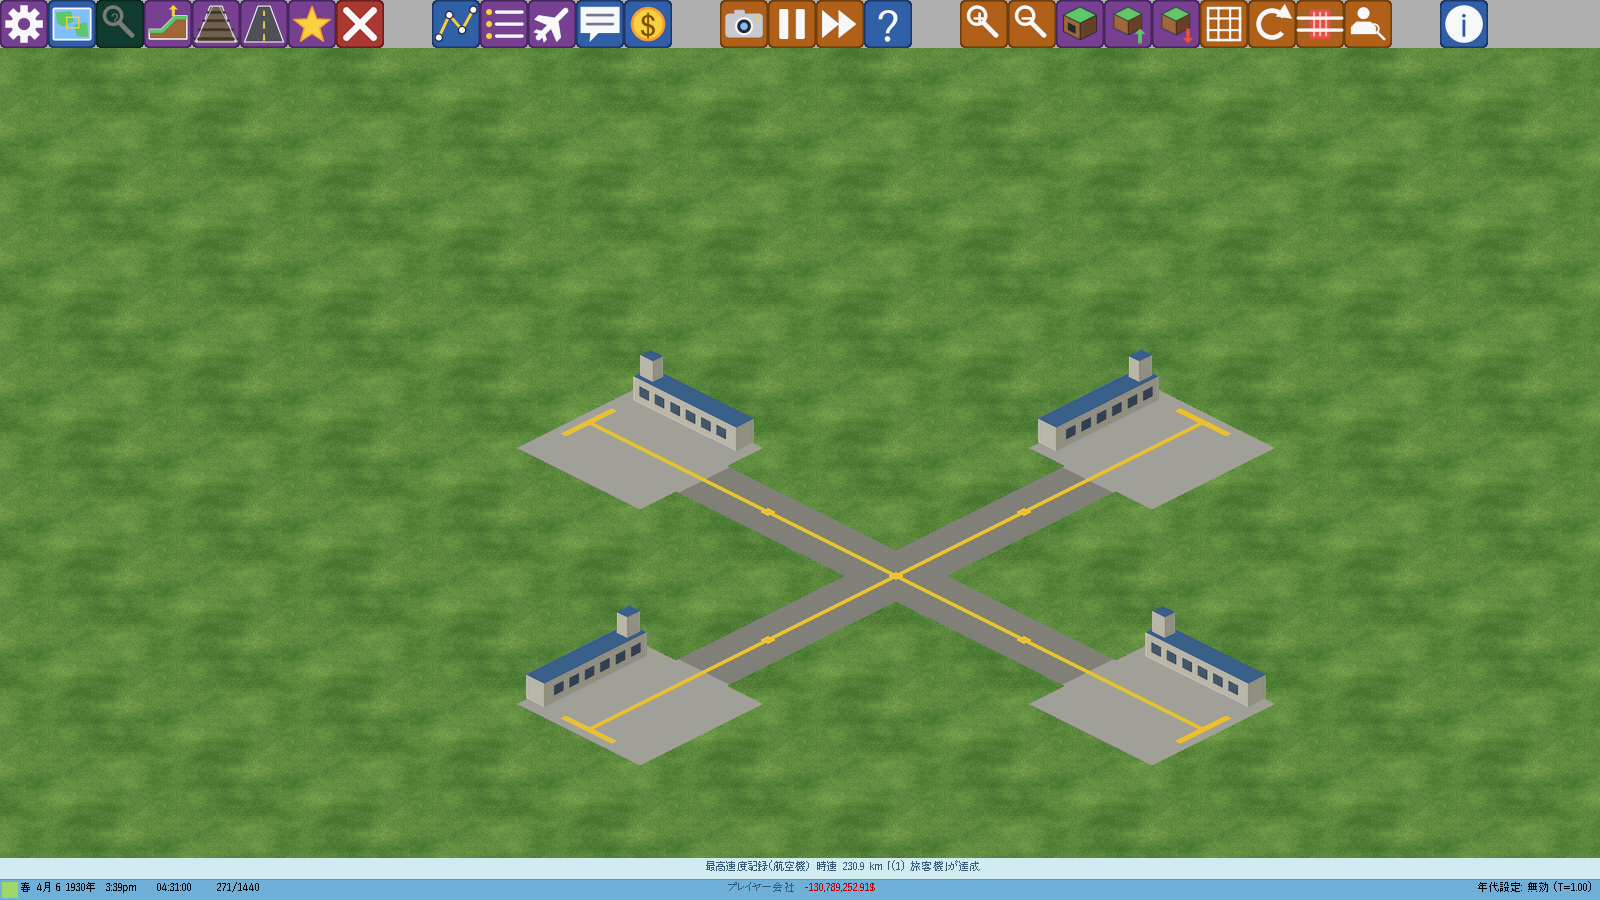 最高速度記録(航空機) 時速 230.9 km「(1) 旅客機」が達成
春 4月 6 1930年 3:39pm 04:31:00 271/1440 プレイヤー会社 -130,789,252.91$ 年代設定: 無効 (T=1.00)